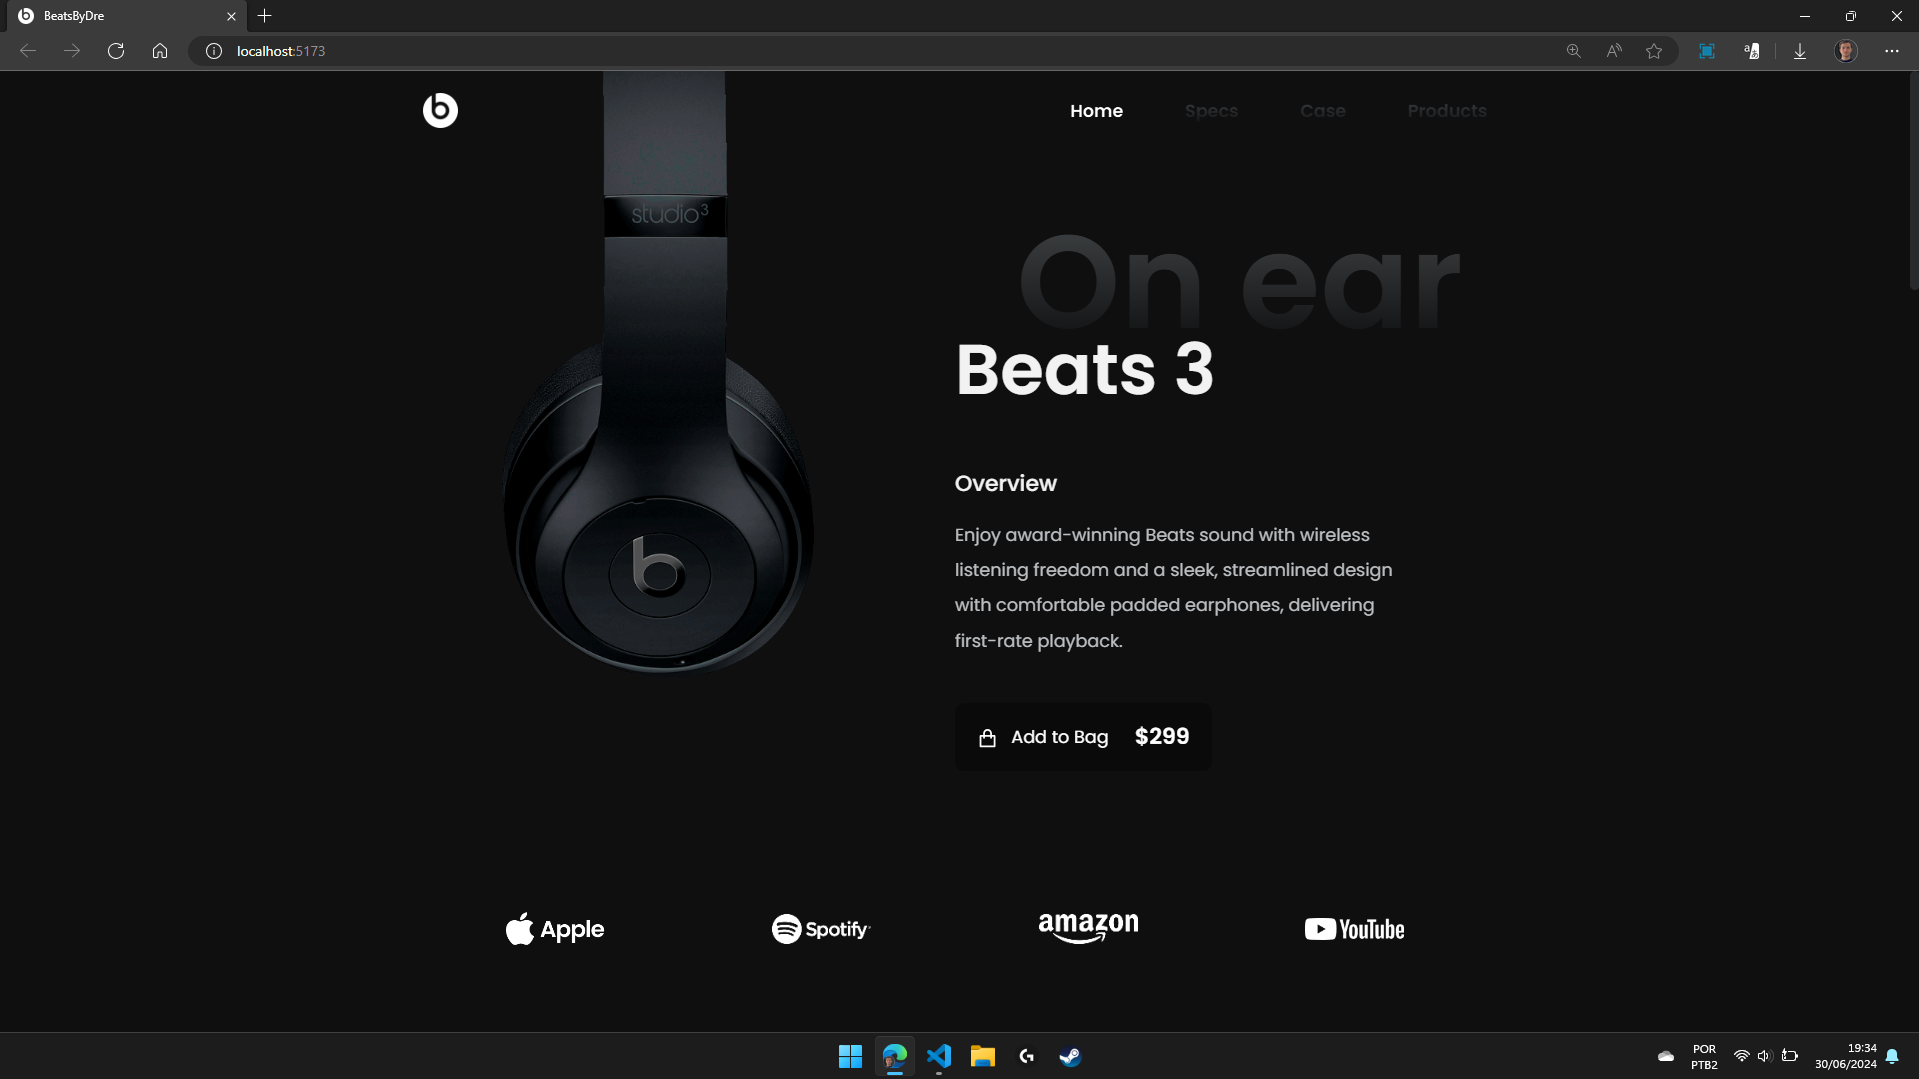 BeatsByDre
localhost:5173
Home Specs Case Products
studio3
On ear
Beats 3
Overview
Enjoy award-winning Beats sound with wireless
listening freedom and a sleek, streamlined design
with comfortable padded earphones, delivering
first-rate playback.
Add to Bag $299
Apple Spotify amazon YouTube
POR
PTB2
19:34
30/06/2024